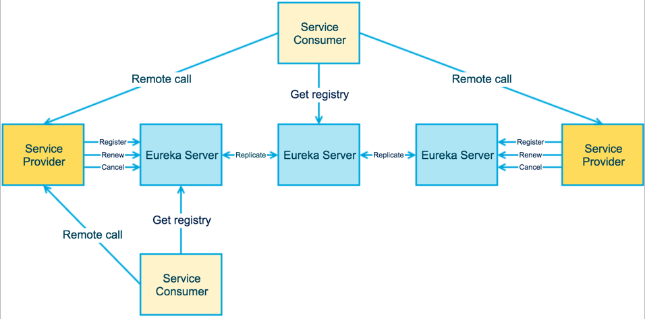 Service
Consumer
Remote call
Remote call
Get registry
Service
Provider
Register
Renew
Cancel
Eureka Server
Replicate
Eureka Server
Replicate
Eureka Server
Register
Renew
Cancel
Service
Provider
Get registry
Remote call
Service
Consumer